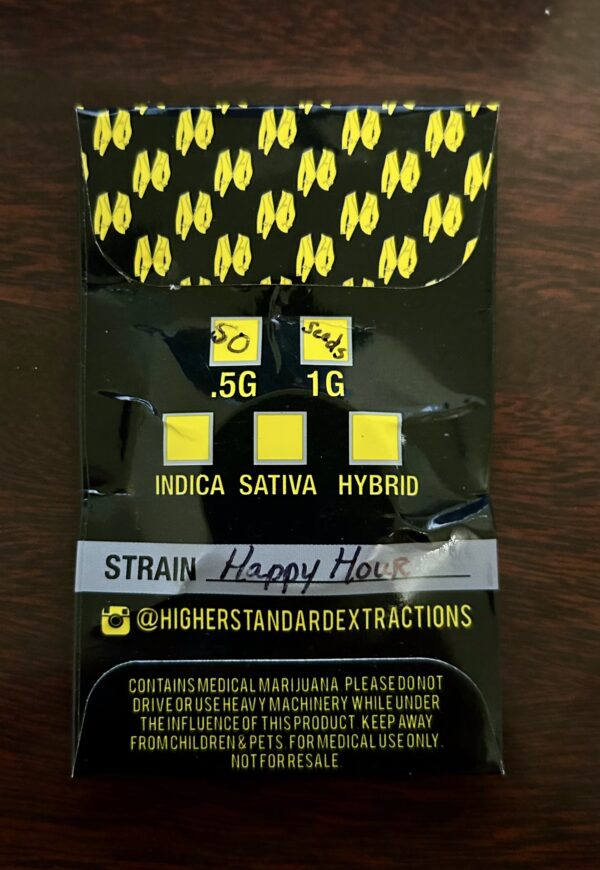 50 Seeds
.5G 1G
INDICA SATIVA HYBRID
STRAIN Happy Hour
@HIGHERSTANDARDEXTRACTIONS
CONTAINS MEDICAL MARIJUANA. PLEASE DO NOT
DRIVE OR USE HEAVY MACHINERY WHILE UNDER
THE INFLUENCE OF THIS PRODUCT. KEEP AWAY
FROM CHILDREN & PETS. FOR MEDICAL USE ONLY.
NOT FOR RESALE.